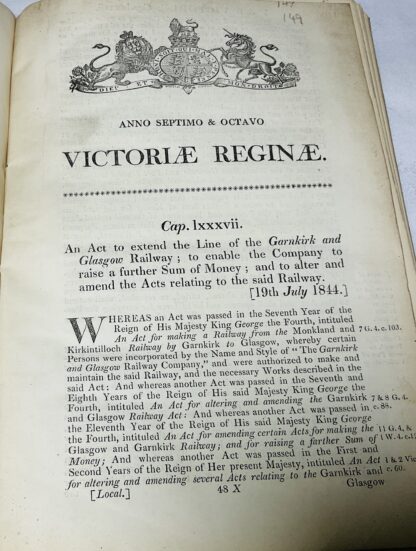 147
149
DIEU ET MON DROIT
ANNO SEPTIMO & OCTAVO
VICTORIÆ REGINÆ.
Cap. lxxxvii.
An Act to extend the Line of the Garnkirk and
Glasgow Railway; to enable the Company to
raise a further Sum of Money; and to alter and
amend the Acts relating to the said Railway.
[19th July 1844.]
WHEREAS an Act was passed in the Seventh Year of the
Reign of His Majesty King George the Fourth, intituled
An Act for making a Railway from the Monkland and 7 G. 4. c. 103.
Kirkintilloch Railway by Garnkirk to Glasgow, whereby certain
Persons were incorporated by the Name and Style of "The Garnkirk
and Glasgow Railway Company," and were authorized to make and
maintain the said Railway, and the necessary Works described in the
said Act: And whereas another Act was passed in the Seventh and
Eighth Years of the Reign of His said Majesty King George the
Fourth, intituled An Act for altering and amending the Garnkirk 7 & 8 G. 4.
and Glasgow Railway Act: And whereas another Act was passed in c. 88.
the Eleventh Year of the Reign of His said Majesty King George
the Fourth, intituled An Act for amending certain Acts for making the 11 G. 4. &
Glasgow and Garnkirk Railway; and for raising a further Sum of 1 W. 4. c.
Money; And whereas another Act was passed in the First and
Second Years of the Reign of Her present Majesty, intituled An Act 1 & 2 Vic
for altering and amending several Acts relating to the Garnkirk and c. 60.
[Local.] 48 X Glasgow